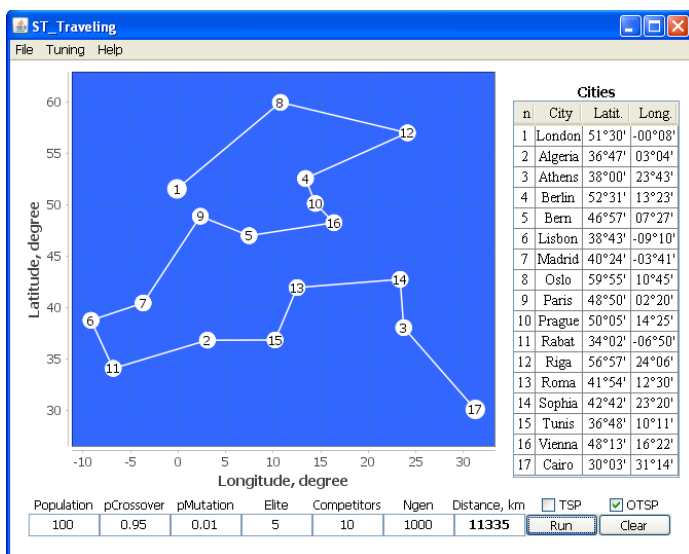 ST_Traveling
File Tuning Help
Cities
n City Latit. Long.
1 London 51°30' -00°08'
2 Algeria 36°47' 03°04'
3 Athens 38°00' 23°43'
4 Berlin 52°31' 13°23'
5 Bern 46°57' 07°27'
6 Lisbon 38°43' -09°10'
7 Madrid 40°24' -03°41'
8 Oslo 59°55' 10°45'
9 Paris 48°50' 02°20'
10 Prague 50°05' 14°25'
11 Rabat 34°02' -06°50'
12 Riga 56°57' 24°06'
13 Roma 41°54' 12°30'
14 Sophia 42°42' 23°20'
15 Tunis 36°48' 10°11'
16 Vienna 48°13' 16°22'
17 Cairo 30°03' 31°14'
Latitude, degree
60
55
50
45
40
35
30
8
12
4
1
10
9
16
5
14
13
7
6
3
2
15
11
17
-10 -5 0 5 10 15 20 25 30
Longitude, degree
Population pCrossover pMutation Elite Competitors Ngen Distance, km TSP OTSP
100 0.95 0.01 5 10 1000 11335 Run Clear